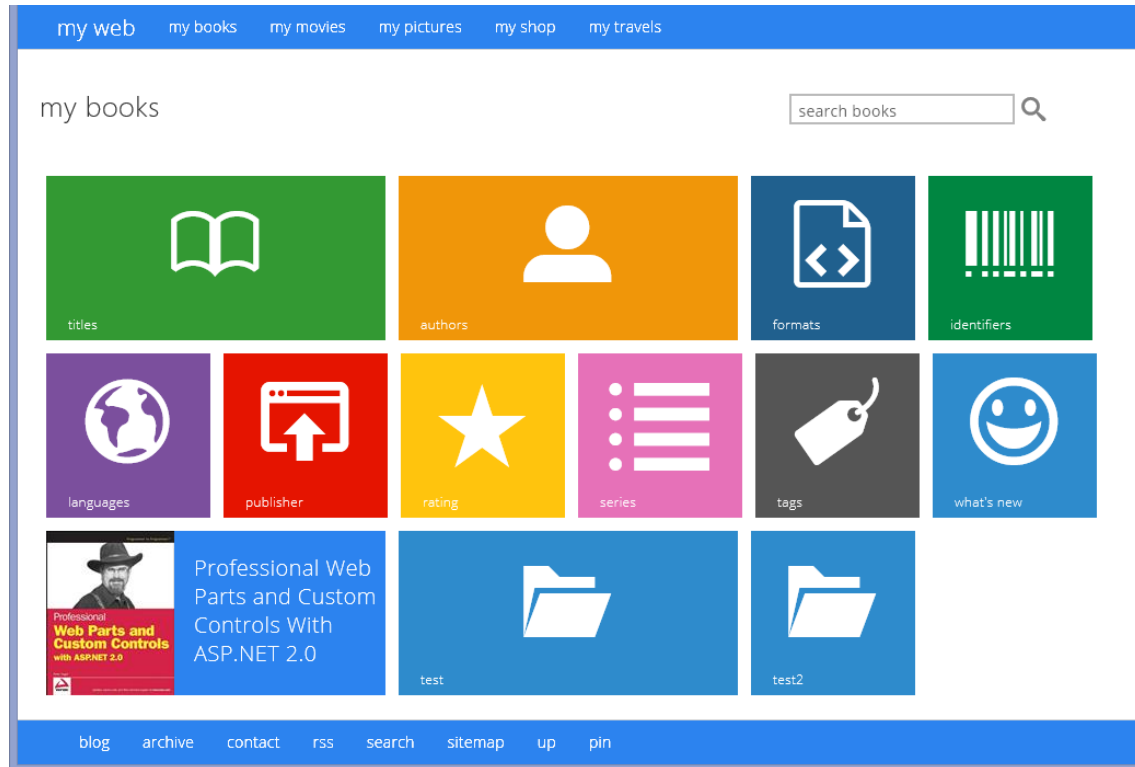 my web my books my movies my pictures my shop my travels
my books
search books
titles
authors
formats
identifiers
languages
publisher
rating
series
tags
what's new
Professional
Web Parts and
Custom Controls
with ASP.NET 2.0
Professional Web
Parts and Custom
Controls With
ASP.NET 2.0
test
test2
blog archive contact rss search sitemap up pin